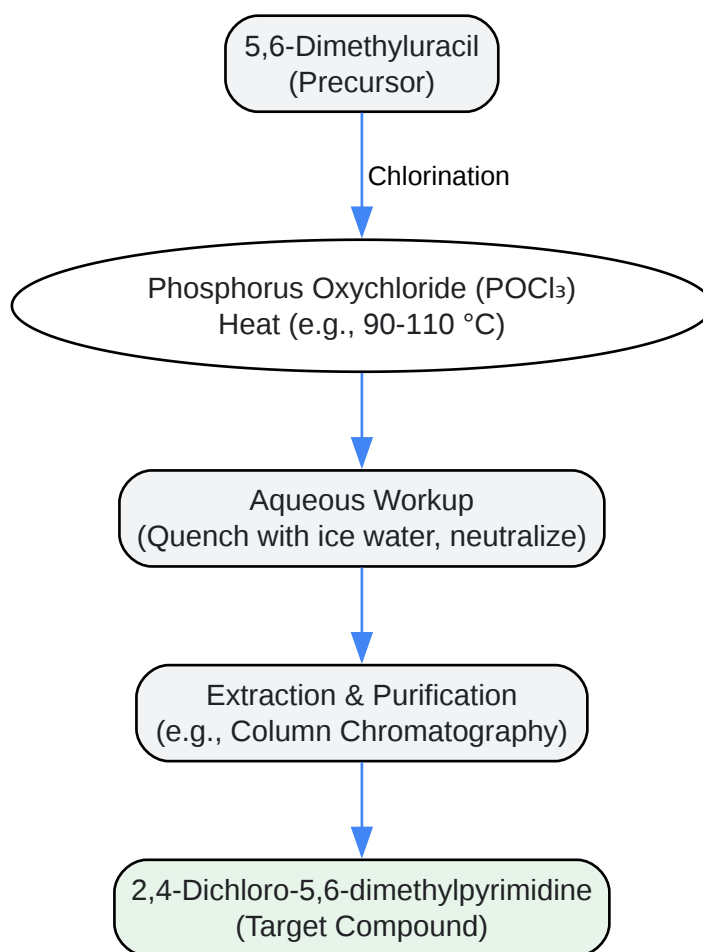 5,6-Dimethyluracil
(Precursor)
Chlorination
Phosphorus Oxychloride (POCl₃)
Heat (e.g., 90-110 °C)
Aqueous Workup
(Quench with ice water, neutralize)
Extraction & Purification
(e.g., Column Chromatography)
2,4-Dichloro-5,6-dimethylpyrimidine
(Target Compound)